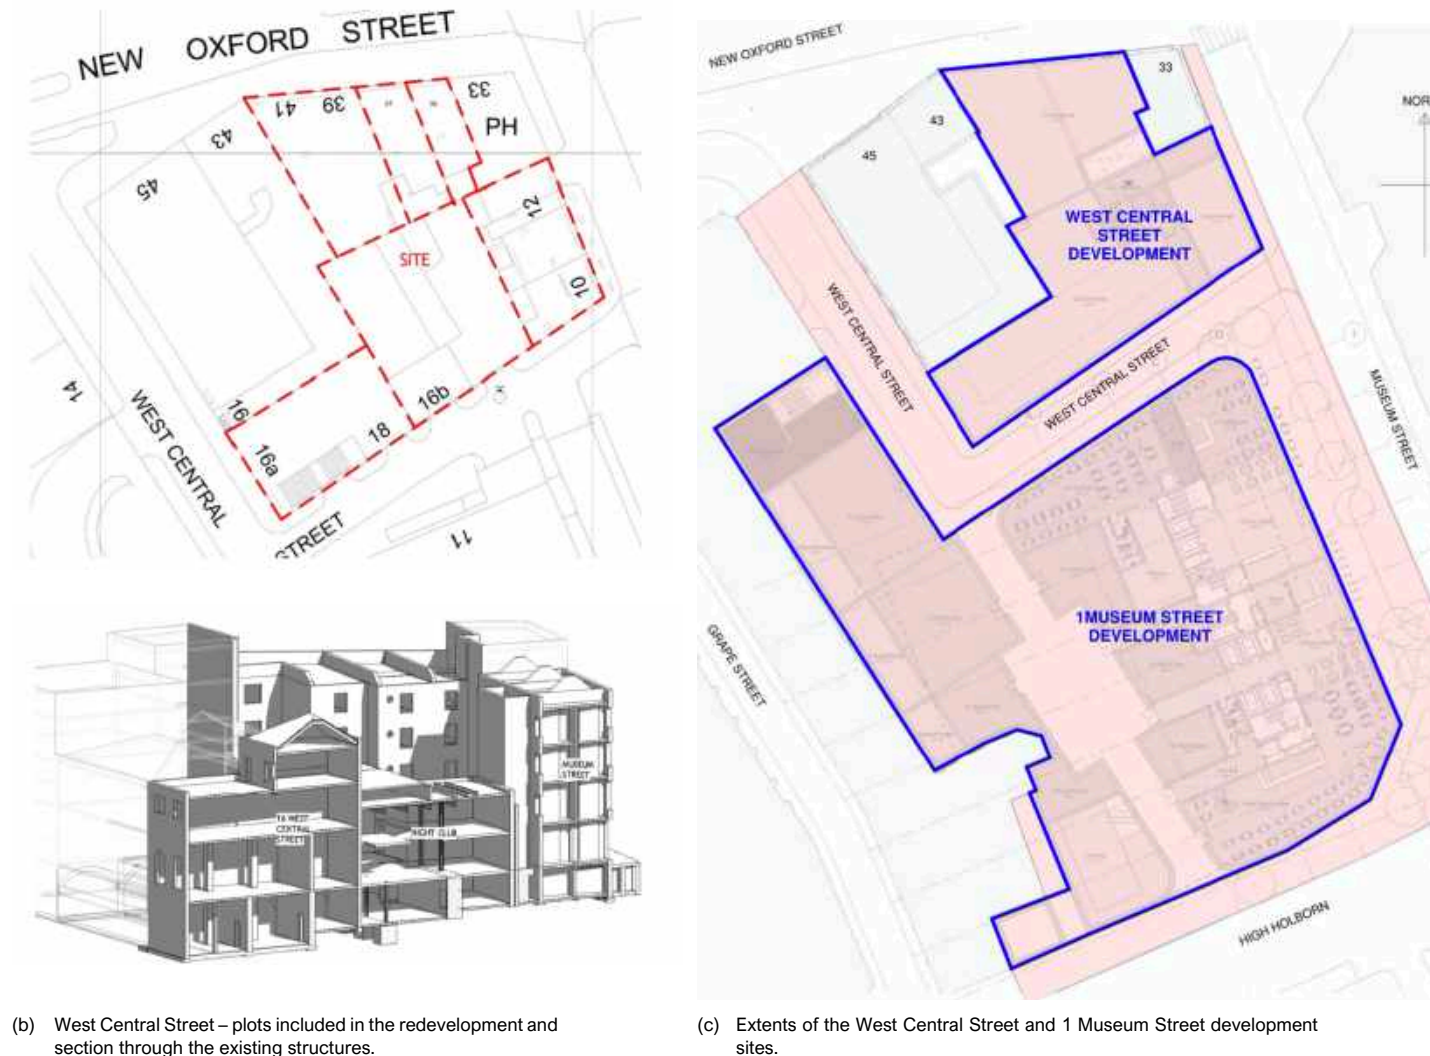 NEW OXFORD STREET
41
39
33
PH
43
45
12
SITE
10
16b
18
16
16a
14
WEST CENTRAL
STREET
11
MUSEUM
STREET
16 WEST
CENTRAL
STREET
NIGHT CLUB
(b) West Central Street – plots included in the redevelopment and
section through the existing structures.
NEW OXFORD STREET
33
NOR
43
45
WEST CENTRAL
STREET
DEVELOPMENT
WEST CENTRAL STREET
WEST CENTRAL STREET
MUSEUM STREET
1MUSEUM STREET
DEVELOPMENT
GRAPE STREET
HIGH HOLBORN
(c) Extents of the West Central Street and 1 Museum Street development
sites.